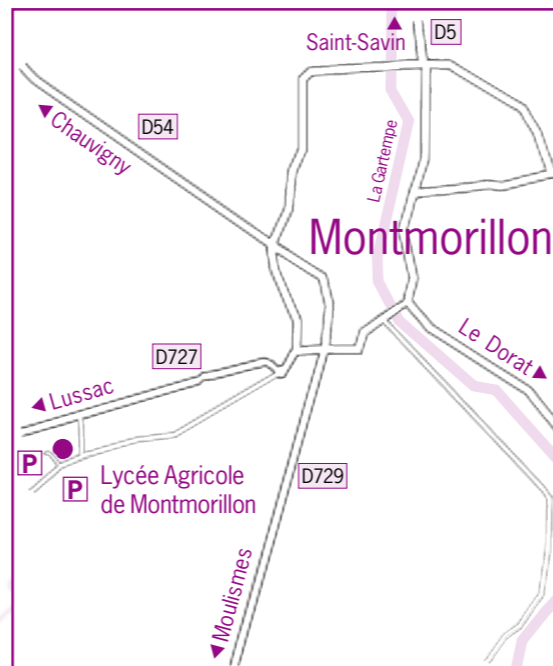 Saint-Savin
D5
D54
Chauvigny
La Gartempe
Montmorillon
Le Dorat
D727
Lussac
P
P
Lycée Agricole
de Montmorillon
D729
Moulismes